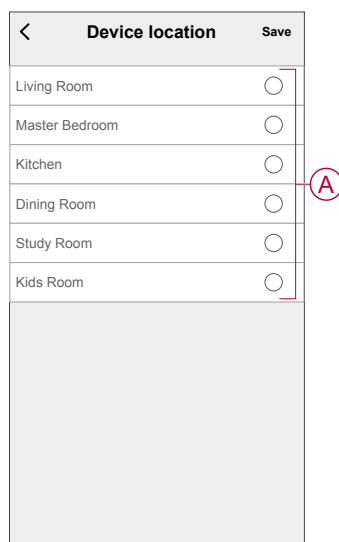 Device location Save
Living Room
Master Bedroom
Kitchen
A
Dining Room
Study Room
Kids Room